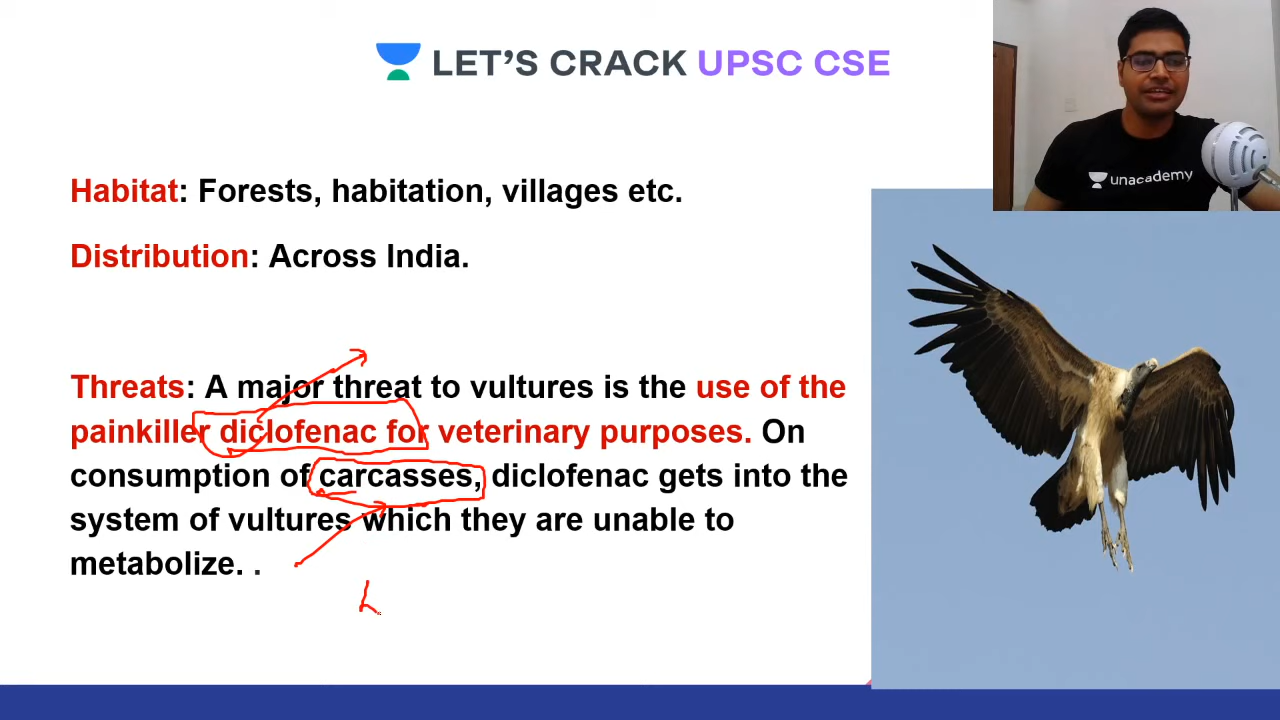 LET'S CRACK UPSC CSE
unacademy
Habitat: Forests, habitation, villages etc.
Distribution: Across India.
Threats: A major threat to vultures is the use of the
painkiller diclofenac for veterinary purposes. On
consumption of carcasses, diclofenac gets into the
system of vultures which they are unable to
metabolize. .